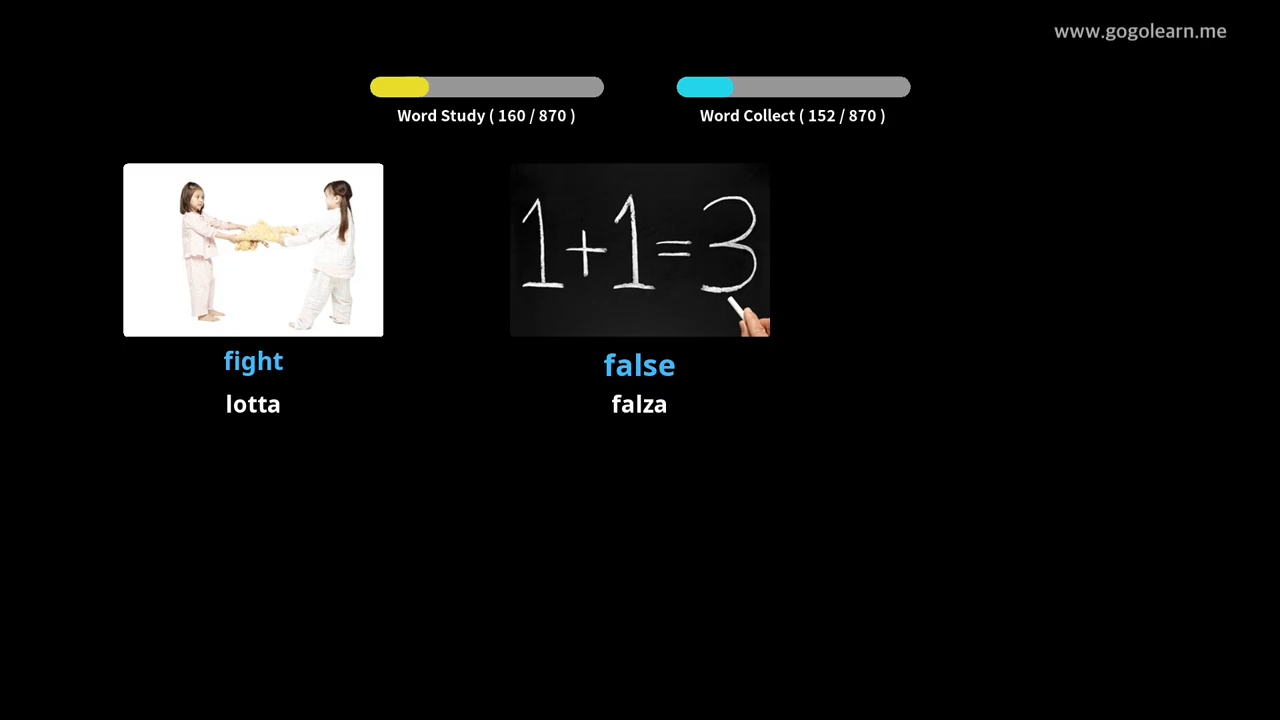 www.gogolearn.me
Word Study ( 160 / 870 )
Word Collect ( 152 / 870 )
1+1=3
fight
false
lotta
falza